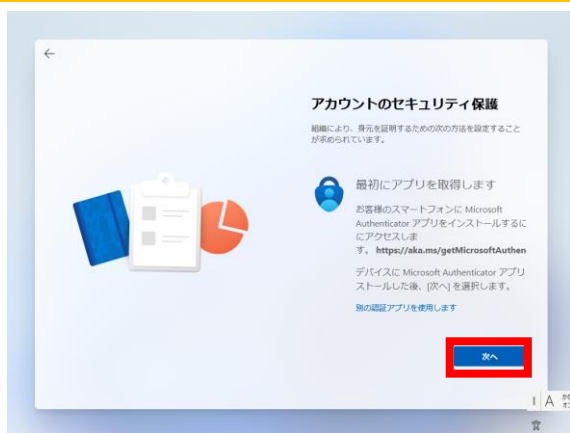 アカウントのセキュリティ保護
組織により、身元を証明するための次の方法を設定すること
が求められています。
最初にアプリを取得します
お客様のスマートフォンに Microsoft
Authenticator アプリをインストールするに
にアクセスしま
す。 https://aka.ms/getMicrosoftAuthen
デバイスに Microsoft Authenticator アプリ
ストールした後、[次へ] を選択します。
別の認証アプリを使用します
次へ
A